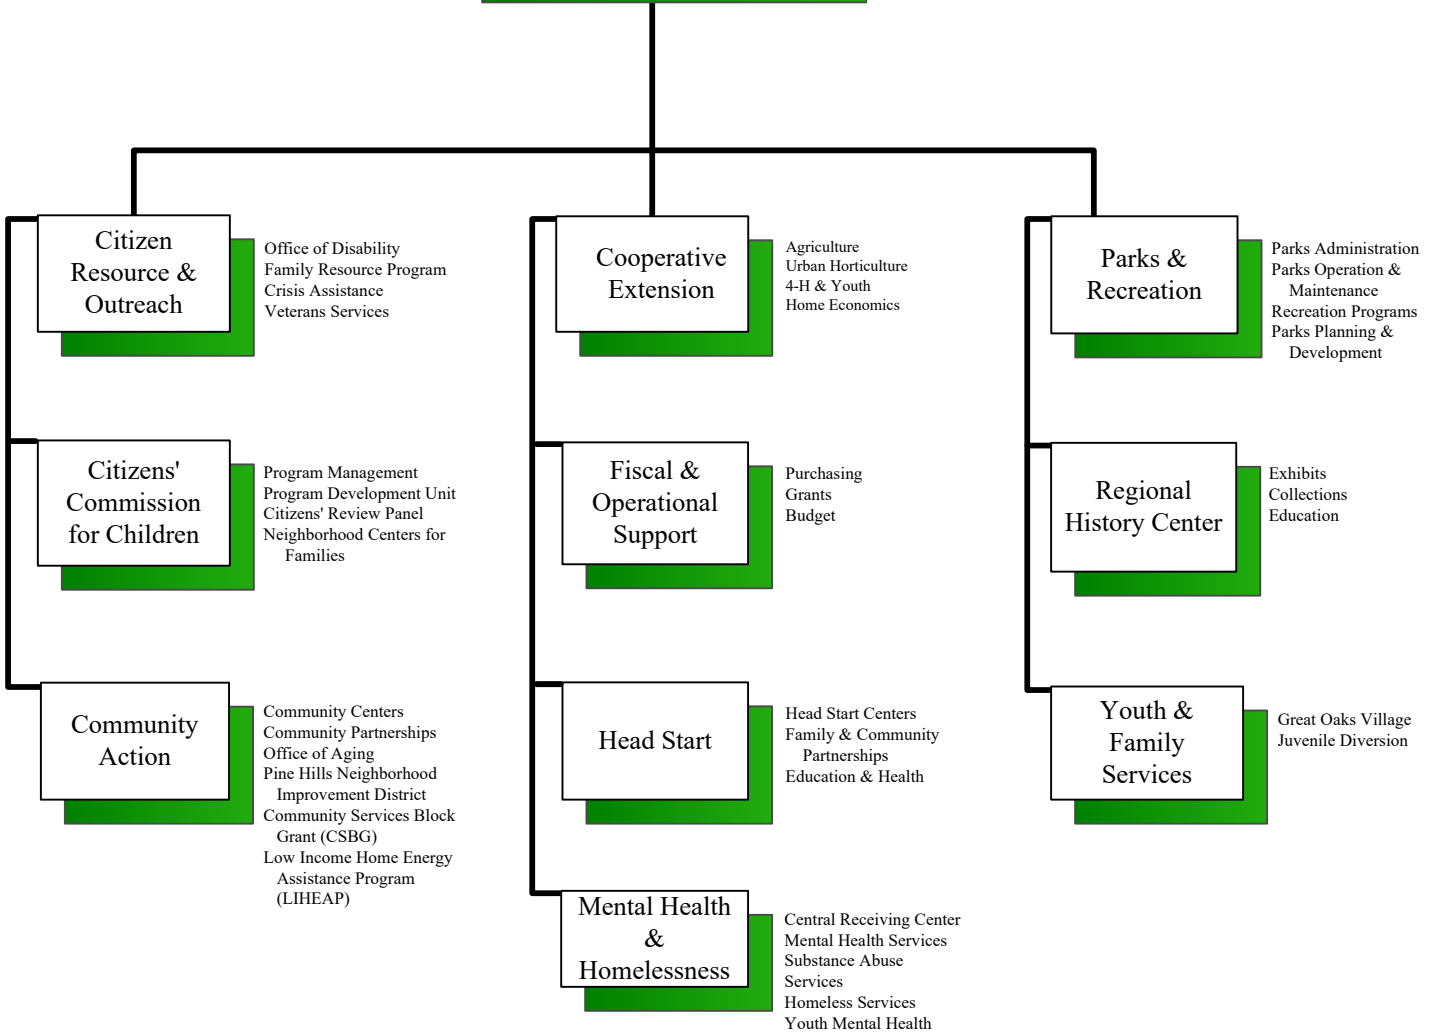 Citizen
Resource &
Outreach
Office of Disability
Family Resource Program
Crisis Assistance
Veterans Services
Citizens'
Commission
for Children
Program Management
Program Development Unit
Citizens' Review Panel
Neighborhood Centers for
Families
Community
Action
Community Centers
Community Partnerships
Office of Aging
Pine Hills Neighborhood
Improvement District
Community Services Block
Grant (CSBG)
Low Income Home Energy
Assistance Program
(LIHEAP)
Cooperative
Extension
Agriculture
Urban Horticulture
4-H & Youth
Home Economics
Fiscal &
Operational
Support
Purchasing
Grants
Budget
Head Start
Head Start Centers
Family & Community
Partnerships
Education & Health
Mental Health
&
Homelessness
Central Receiving Center
Mental Health Services
Substance Abuse
Services
Homeless Services
Youth Mental Health
Parks &
Recreation
Parks Administration
Parks Operation &
Maintenance
Recreation Programs
Parks Planning &
Development
Regional
History Center
Exhibits
Collections
Education
Youth &
Family
Services
Great Oaks Village
Juvenile Diversion